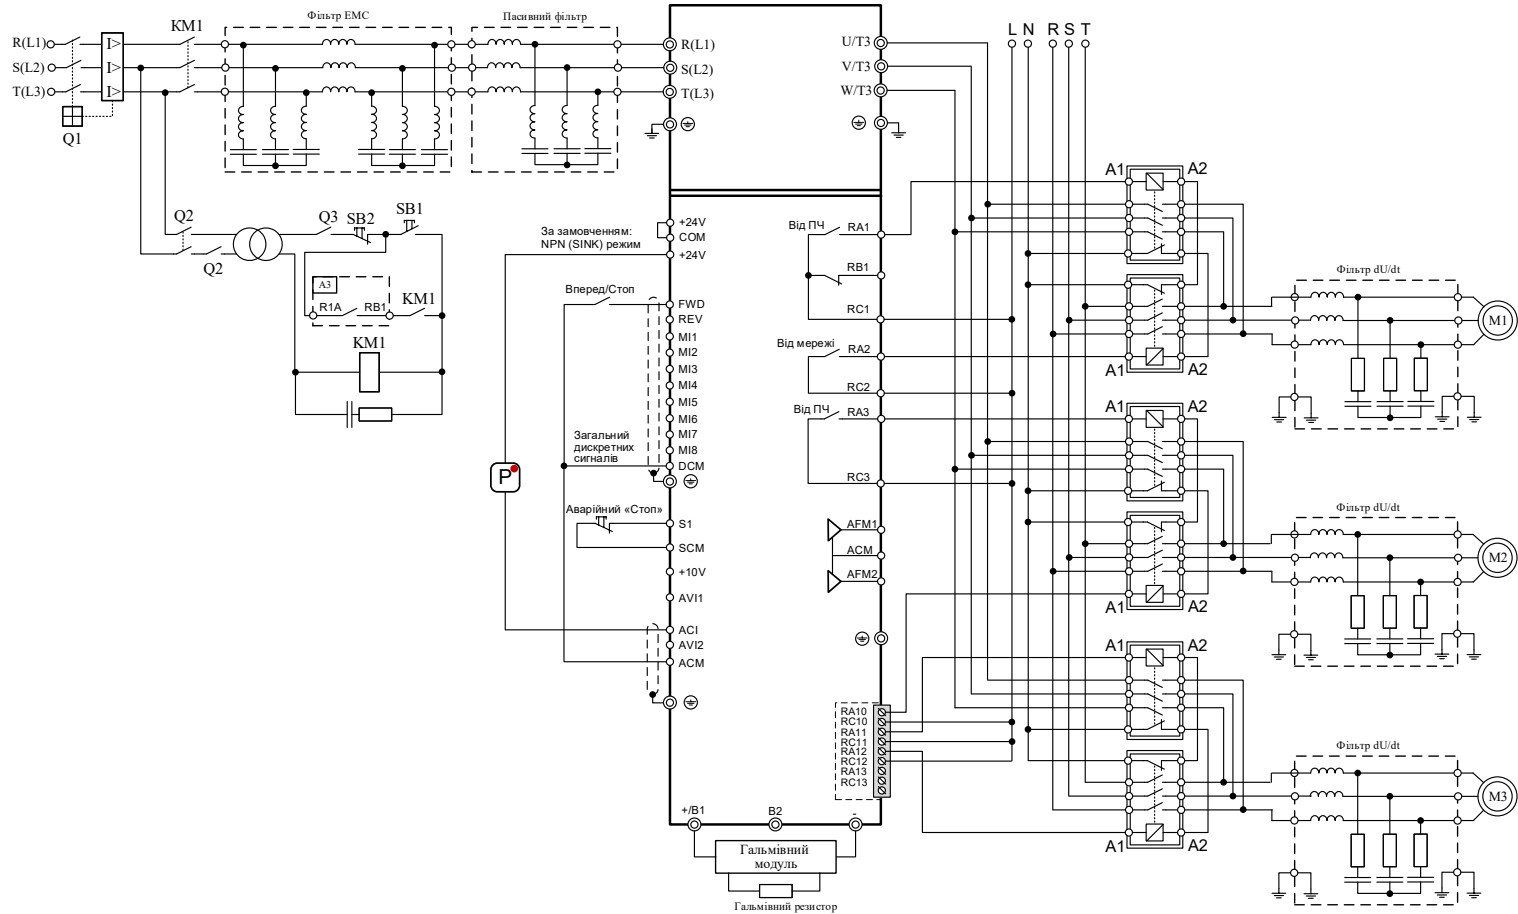 Фільтр ЕМС
Пасивний фільтр
KM1
R(L1)
S(L2)
T(L3)
I>
I>
I>
Q1
R(L1)
S(L2)
T(L3)
U/T3
V/T3
W/T3
L N R S T
Q2
Q2
Q3
SB2
SB1
A3
R1A
RB1
KM1
KM1
За замовченням:
NPN (SINK) режим
Вперед/Стоп
Загальний
дискретних
сигналів
P
Аварійний «Стоп»
+24V
COM
+24V
FWD
REV
MI1
MI2
MI3
MI4
MI5
MI6
MI7
MI8
DCM
S1
SCM
+10V
AVI1
ACI
AVI2
ACM
Від ПЧ
RA1
RB1
RC1
Від мережі
RA2
RC2
Від ПЧ
RA3
RC3
AFM1
ACM
AFM2
RA10
RC10
RA11
RC11
RA12
RC12
RA13
RC13
+/B1
B2
-
Гальмівний
модуль
Гальмівний резистор
A1
A2
A1
A2
Фільтр dU/dt
M1
A1
A2
A1
A2
Фільтр dU/dt
M2
A1
A2
A1
A2
Фільтр dU/dt
M3